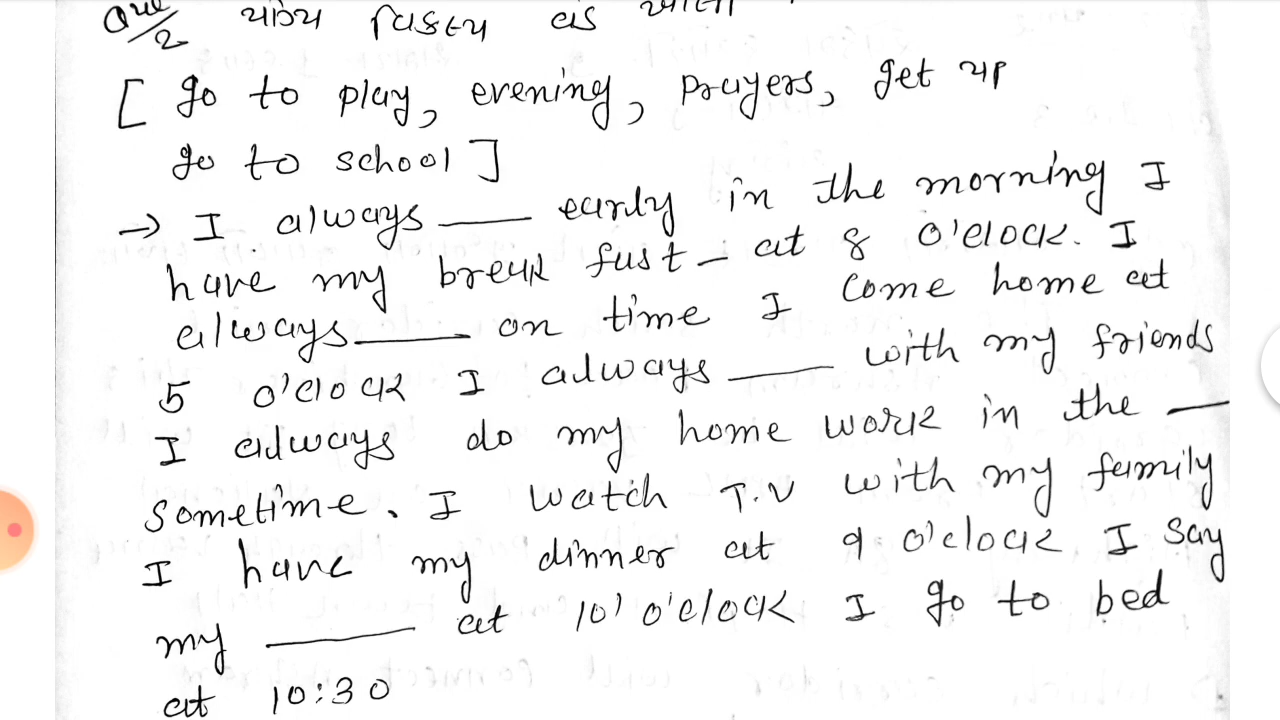 Que/2 योग्य विकल्प
[ go to play, evening, prayers, get up
go to school ]
→ I always ___ early in the morning I
have my break fast - at 8 o'clock. I
always ___ on time I come home at
5 o'clock I always ___ with my friends
I always do my home work in the ___
sometime. I watch T.V with my family
I have my dinner at 9 o'clock I say
my ___ at 10' o'clock I go to bed
at 10:30